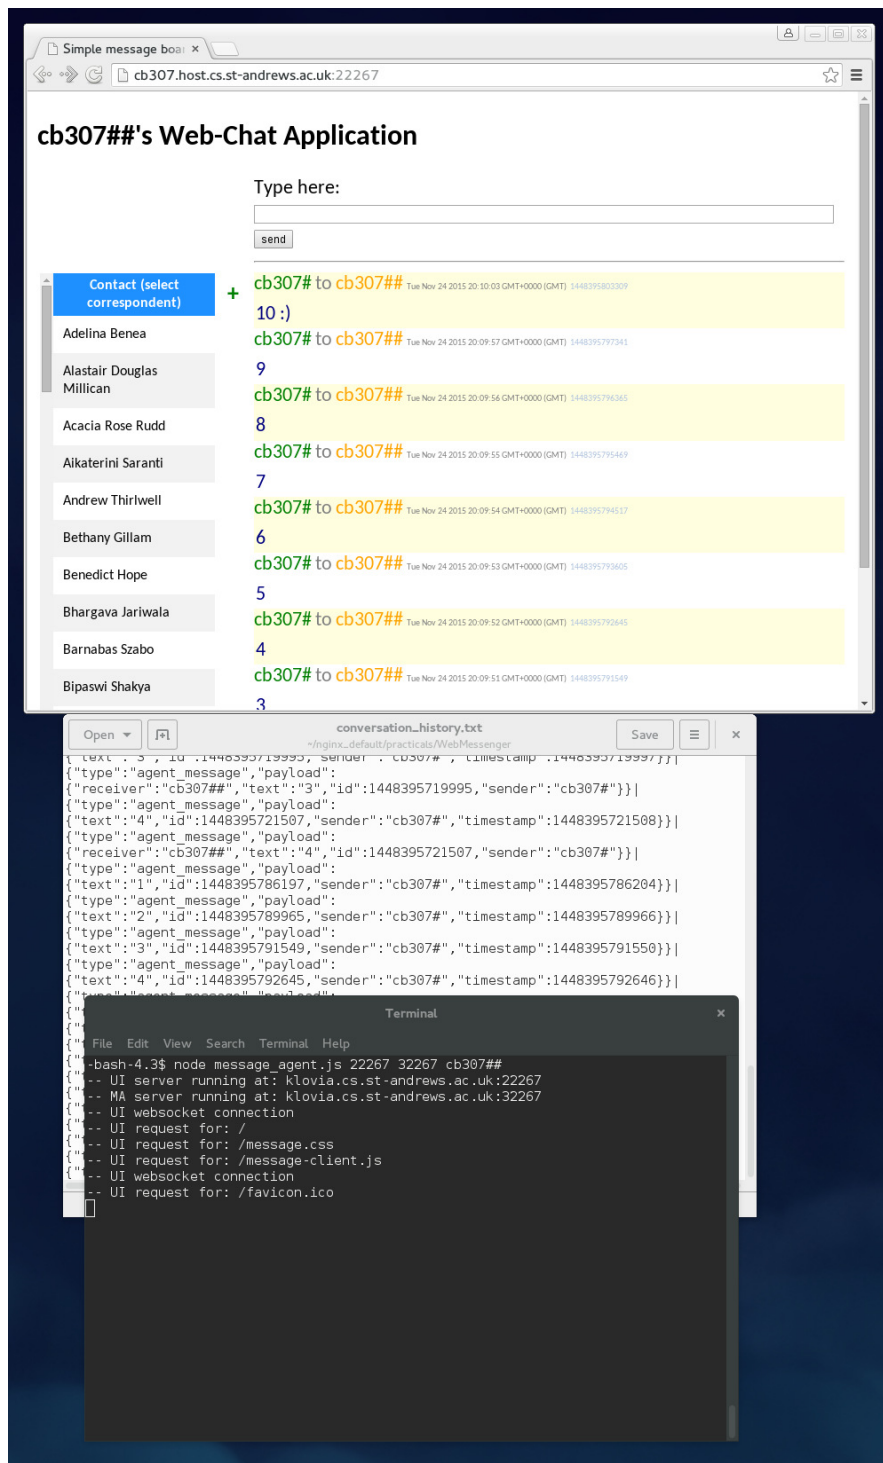 Simple message boa
cb307.host.cs.st-andrews.ac.uk:22267
cb307##'s Web-Chat Application
Type here:
send
Contact (select
correspondent)
Adelina Benea
Alastair Douglas
Millican
Acacia Rose Rudd
Aikaterini Saranti
Andrew Thirlwell
Bethany Gillam
Benedict Hope
Bhargava Jariwala
Barnabas Szabo
Bipaswi Shakya
+
cb307# to cb307## Tue Nov 24 2015 20:10:03 GMT+0000 (GMT) 1448395803309
10 :)
cb307# to cb307## Tue Nov 24 2015 20:09:57 GMT+0000 (GMT) 1448395797341
9
cb307# to cb307## Tue Nov 24 2015 20:09:56 GMT+0000 (GMT) 1448395796365
8
cb307# to cb307## Tue Nov 24 2015 20:09:55 GMT+0000 (GMT) 1448395795469
7
cb307# to cb307## Tue Nov 24 2015 20:09:54 GMT+0000 (GMT) 1448395794517
6
cb307# to cb307## Tue Nov 24 2015 20:09:53 GMT+0000 (GMT) 1448395793605
5
cb307# to cb307## Tue Nov 24 2015 20:09:52 GMT+0000 (GMT) 1448395792645
4
cb307# to cb307## Tue Nov 24 2015 20:09:51 GMT+0000 (GMT) 1448395791549
3
Open
conversation_history.txt
~/nginx_default/practicals/WebMessenger
Save
{"text":"3","id":1448395719995,"sender":"cb307#","timestamp":1448395719997}}|
{"type":"agent_message","payload":
{"receiver":"cb307##","text":"3","id":1448395719995,"sender":"cb307#"}}|
{"type":"agent_message","payload":
{"text":"4","id":1448395721507,"sender":"cb307#","timestamp":1448395721508}}|
{"type":"agent_message","payload":
{"receiver":"cb307##","text":"4","id":1448395721507,"sender":"cb307#"}}|
{"type":"agent_message","payload":
{"text":"1","id":1448395786197,"sender":"cb307#","timestamp":1448395786204}}|
{"type":"agent_message","payload":
{"text":"2","id":1448395789965,"sender":"cb307#","timestamp":1448395789966}}|
{"type":"agent_message","payload":
{"text":"3","id":1448395791549,"sender":"cb307#","timestamp":1448395791550}}|
{"type":"agent_message","payload":
{"text":"4","id":1448395792645,"sender":"cb307#","timestamp":1448395792646}}|
Terminal
File Edit View Search Terminal Help
-bash-4.3$ node message_agent.js 22267 32267 cb307##
-- UI server running at: klovia.cs.st-andrews.ac.uk:22267
-- MA server running at: klovia.cs.st-andrews.ac.uk:32267
-- UI websocket connection
-- UI request for: /
-- UI request for: /message.css
-- UI request for: /message-client.js
-- UI websocket connection
-- UI request for: /favicon.ico